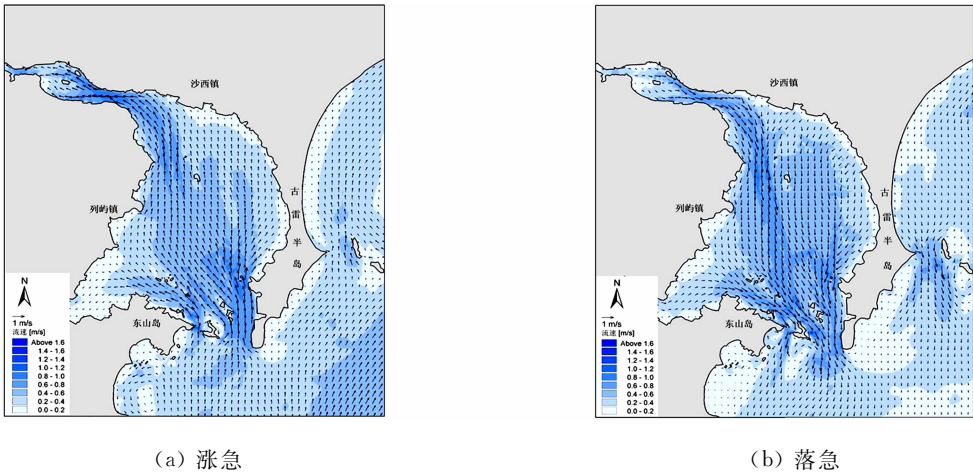 沙西镇
古雷半岛
列屿镇
东山岛
N
1 m/s
流速 [m/s]
Above 1.6
1.4 - 1.6
1.2 - 1.4
1.0 - 1.2
0.8 - 1.0
0.6 - 0.8
0.4 - 0.6
0.2 - 0.4
0.0 - 0.2
(a) 涨急
沙西镇
古雷半岛
列屿镇
东山岛
N
1 m/s
流速 [m/s]
Above 1.6
1.4 - 1.6
1.2 - 1.4
1.0 - 1.2
0.8 - 1.0
0.6 - 0.8
0.4 - 0.6
0.2 - 0.4
0.0 - 0.2
(b) 落急